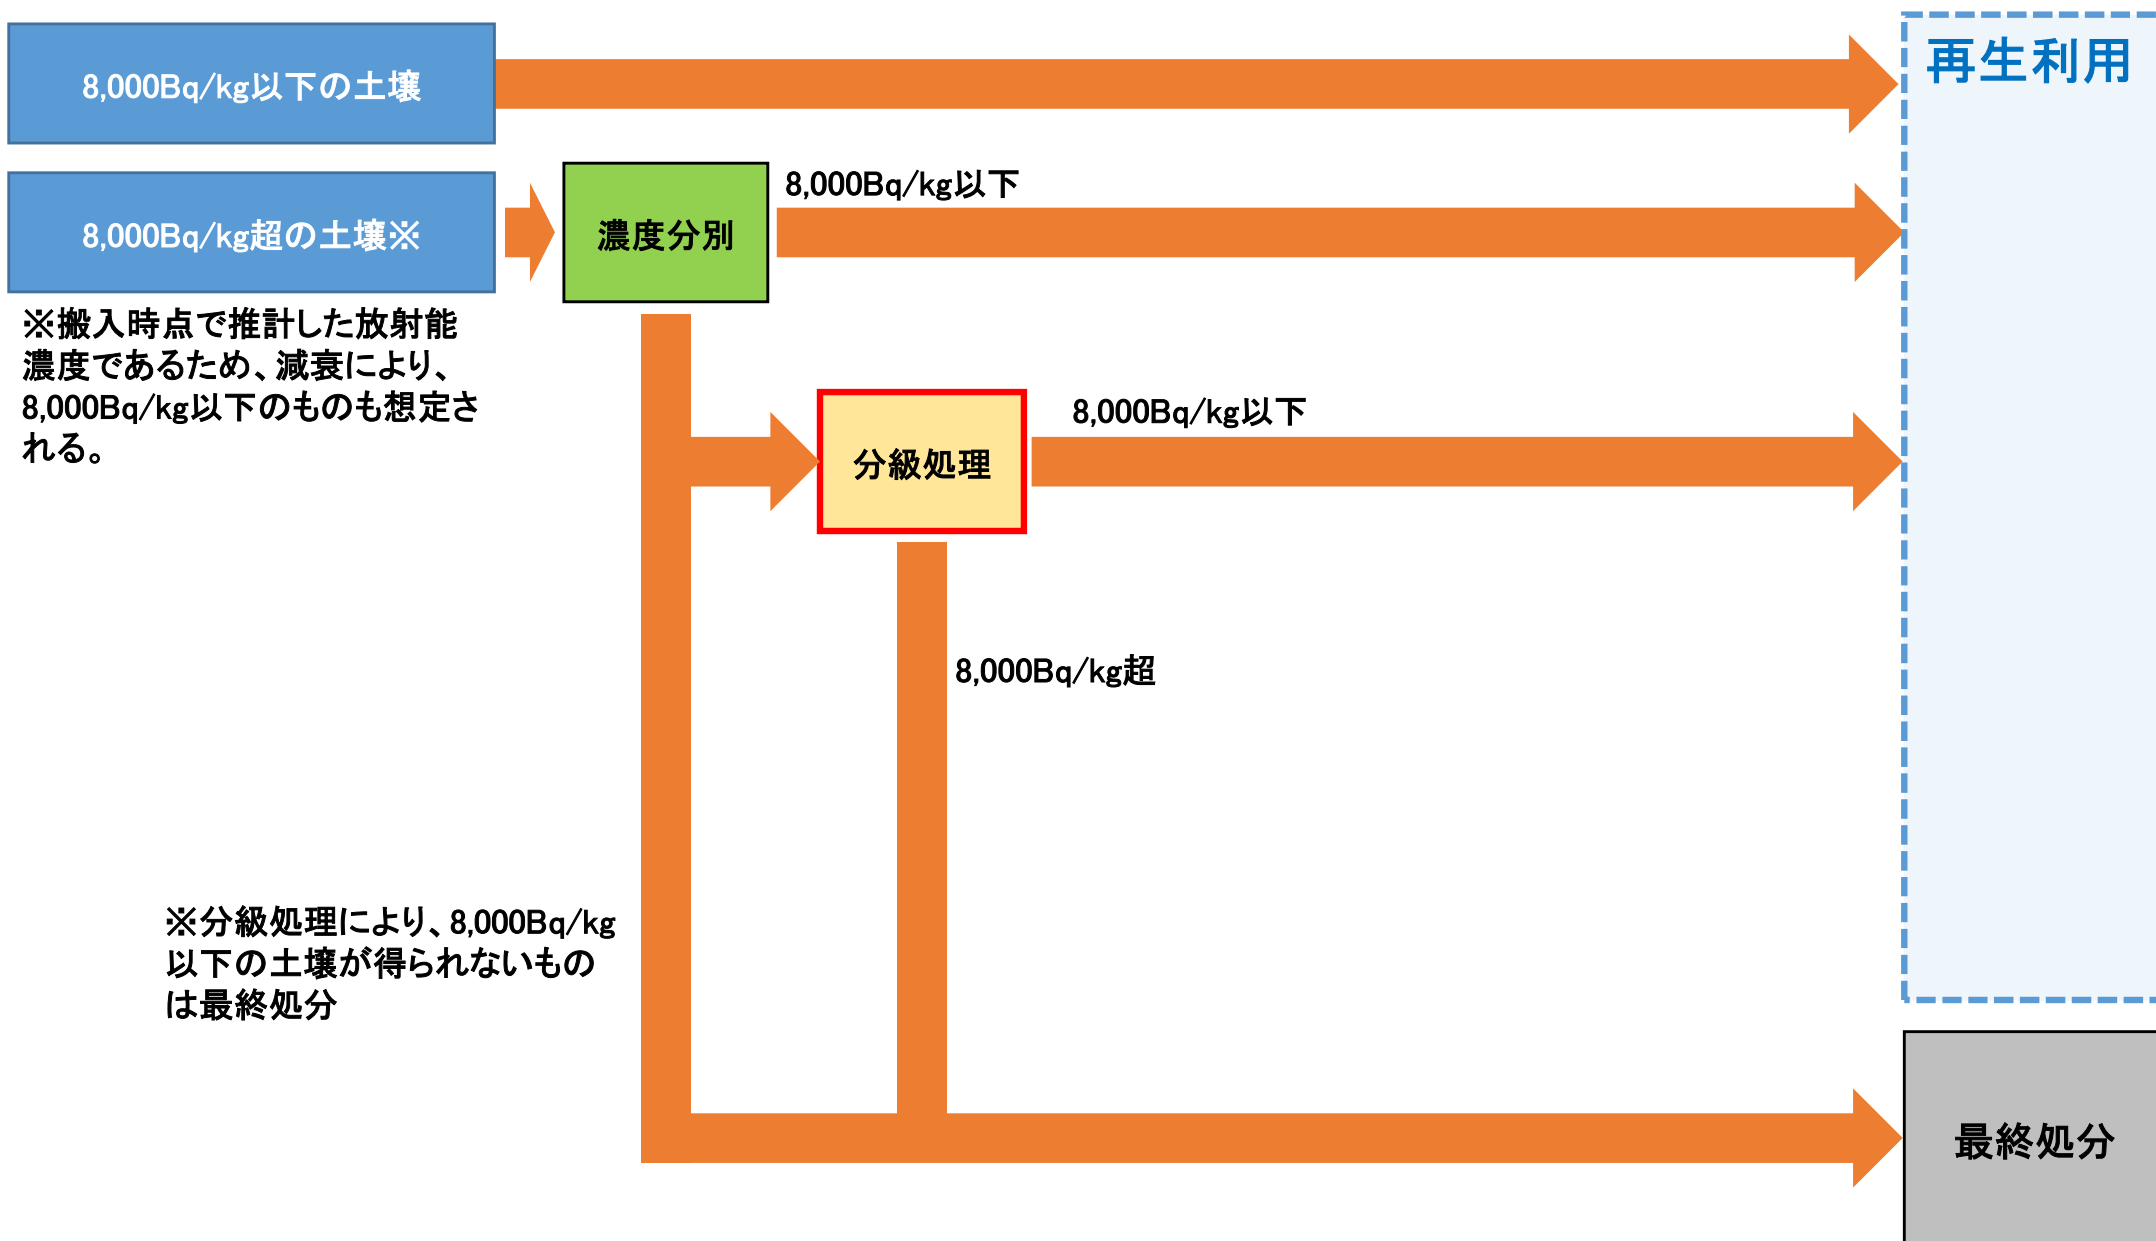 8,000Bq/kg以下の土壌
再生利用
8,000Bq/kg超の土壌※
濃度分別
8,000Bq/kg以下
※搬入時点で推計した放射能
濃度であるため、減衰により、
8,000Bq/kg以下のものも想定さ
れる。
分級処理
8,000Bq/kg以下
8,000Bq/kg超
※分級処理により、8,000Bq/kg
以下の土壌が得られないもの
は最終処分
最終処分